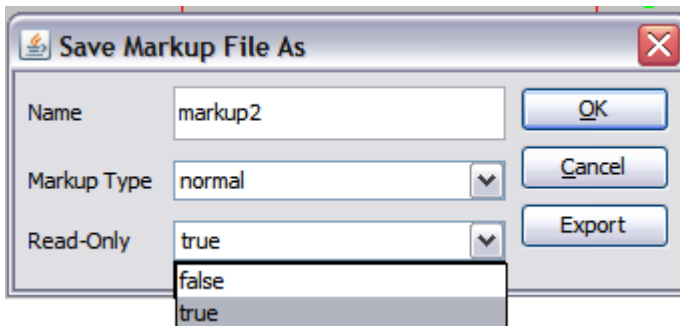 Save Markup File As
Name markup2 OK
Markup Type normal Cancel
Read-Only true Export
false
true